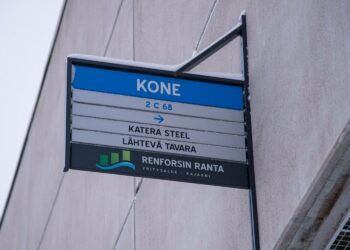 KONE
2 C 68
→
KATERA STEEL
LÄHTEVÄ TAVARA
RENFORSIN RANTA
YRITYSALUE - KAJAANI